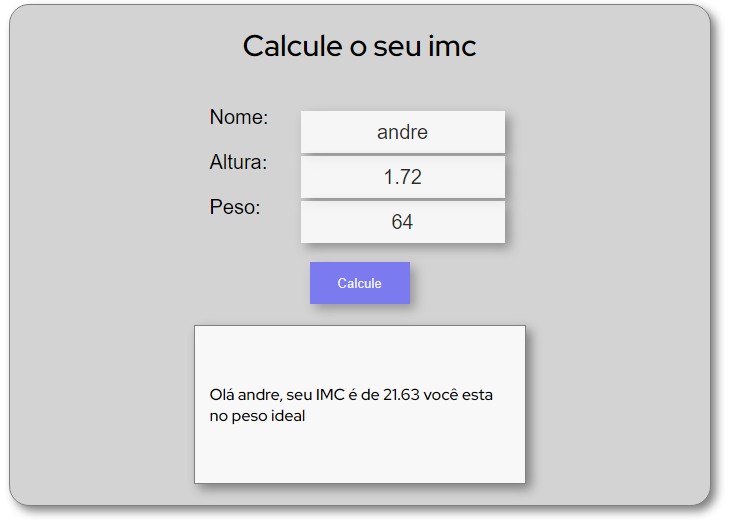 Calcule o seu imc
Nome: andre
Altura: 1.72
Peso: 64
Calcule
Olá andre, seu IMC é de 21.63 você esta
no peso ideal